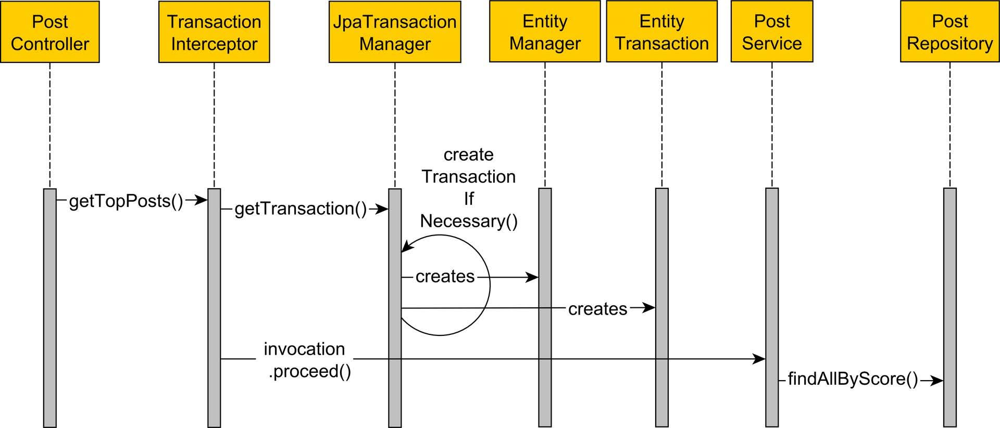 Post
Controller
Transaction
Interceptor
JpaTransaction
Manager
Entity
Manager
Entity
Transaction
Post
Service
Post
Repository
create
Transaction
If
Necessary()
getTopPosts()
getTransaction()
creates
creates
invocation
.proceed()
findAllByScore()